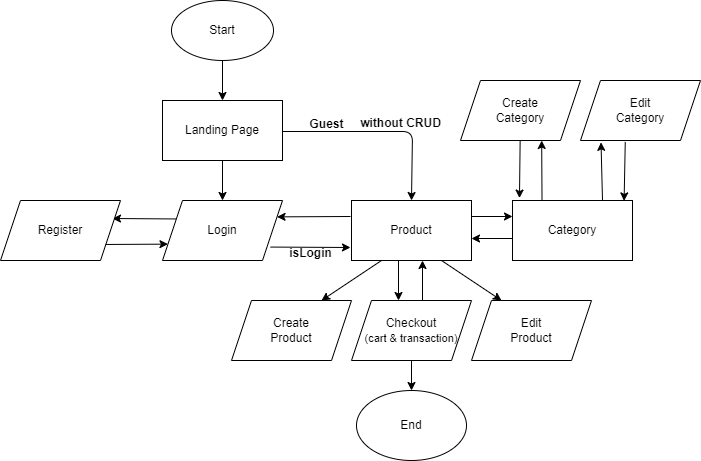 Start
Landing Page
Guest
without CRUD
Create
Category
Edit
Category
Register
Login
isLogin
Product
Category
Create
Product
Checkout
(cart & transaction)
Edit
Product
End